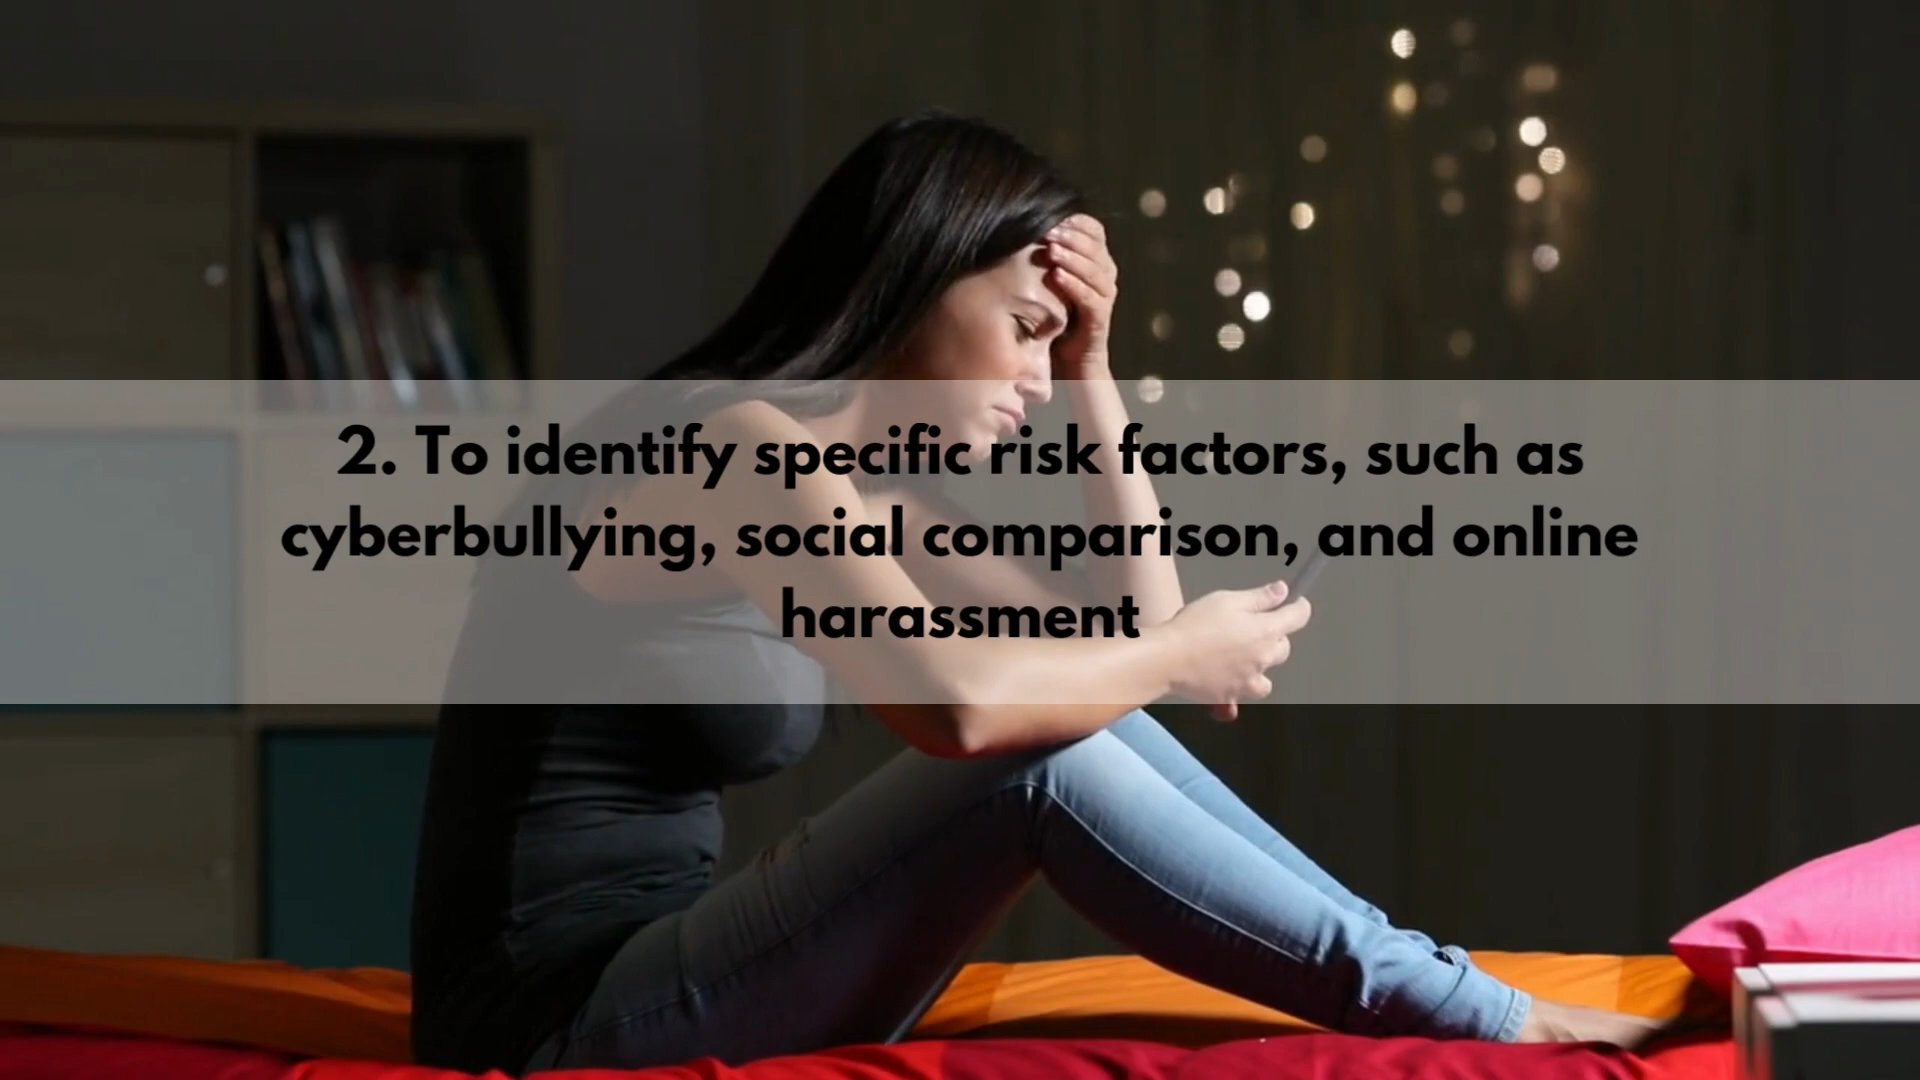 2. To identify specific risk factors, such as
cyberbullying, social comparison, and online
harassment